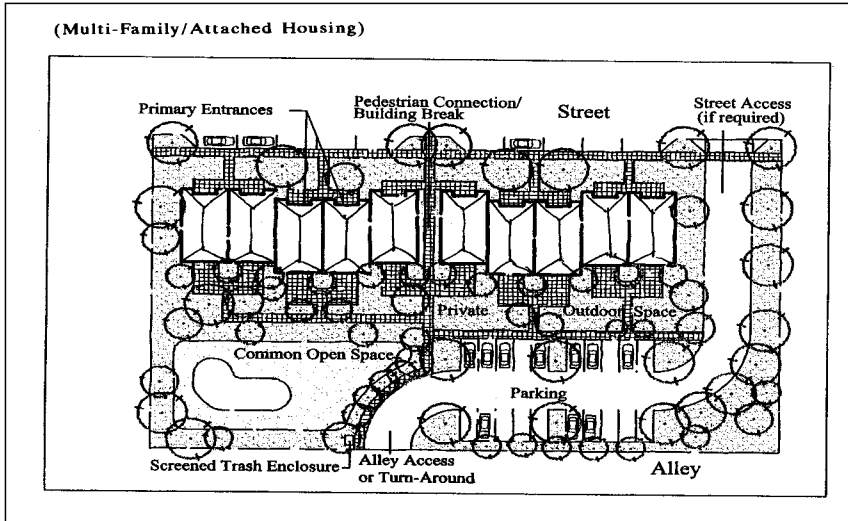 (Multi-Family/Attached Housing)
Primary Entrances
Pedestrian Connection/
Building Break
Street
Street Access
(if required)
Private
Outdoor Space
Common Open Space
Parking
Screened Trash Enclosure
Alley Access
or Turn-Around
Alley